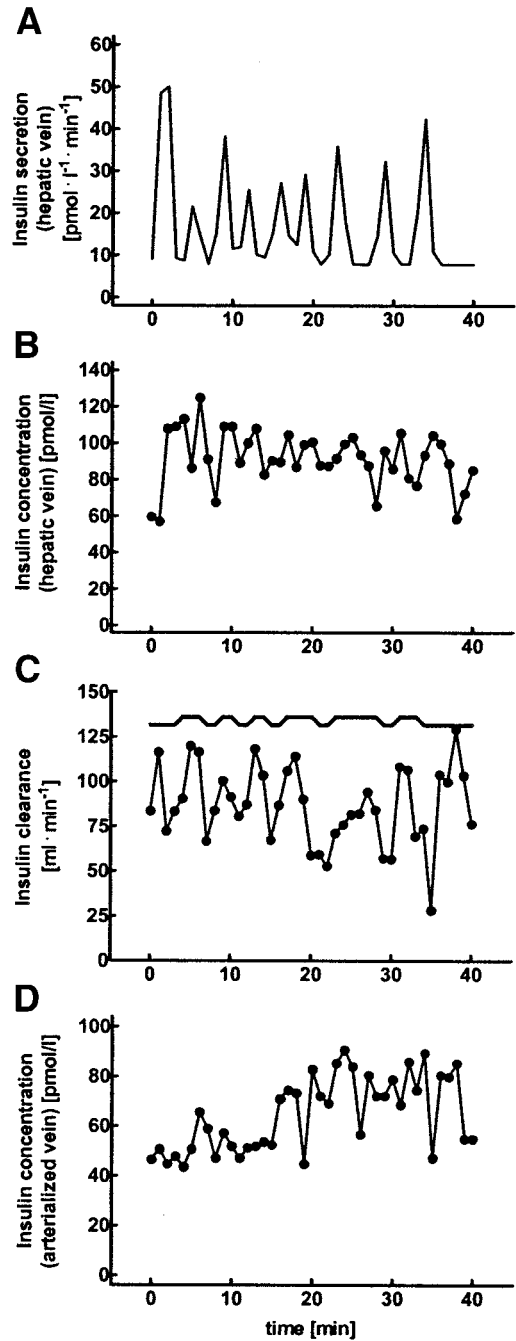 A
Insulin secretion
(hepatic vein)
[pmol · l⁻¹ · min⁻¹]
60
50
40
30
20
10
0
0 10 20 30 40
B
Insulin concentration
(hepatic vein) [pmol/l]
140
120
100
80
60
40
20
0
0 10 20 30 40
C
Insulin clearance
[ml · min⁻¹]
150
125
100
75
50
25
0
0 10 20 30 40
D
Insulin concentration
(arterialized vein) [pmol/l]
100
80
60
40
20
0
0 10 20 30 40
time [min]